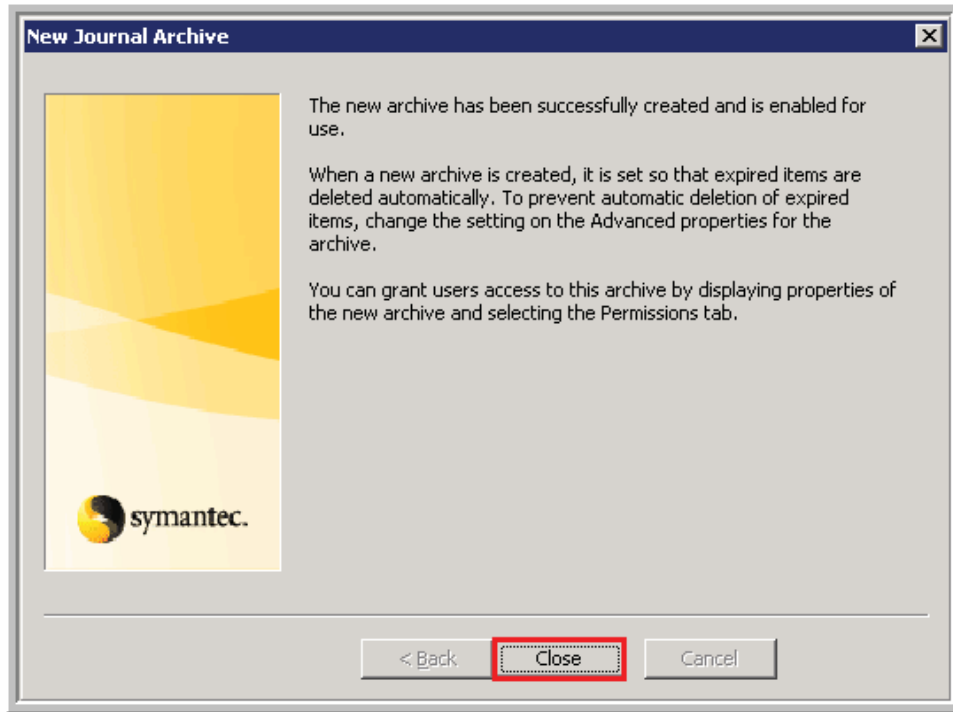 New Journal Archive
The new archive has been successfully created and is enabled for
use.
When a new archive is created, it is set so that expired items are
deleted automatically. To prevent automatic deletion of expired
items, change the setting on the Advanced properties for the
archive.
You can grant users access to this archive by displaying properties of
the new archive and selecting the Permissions tab.
symantec.
< Back Close Cancel